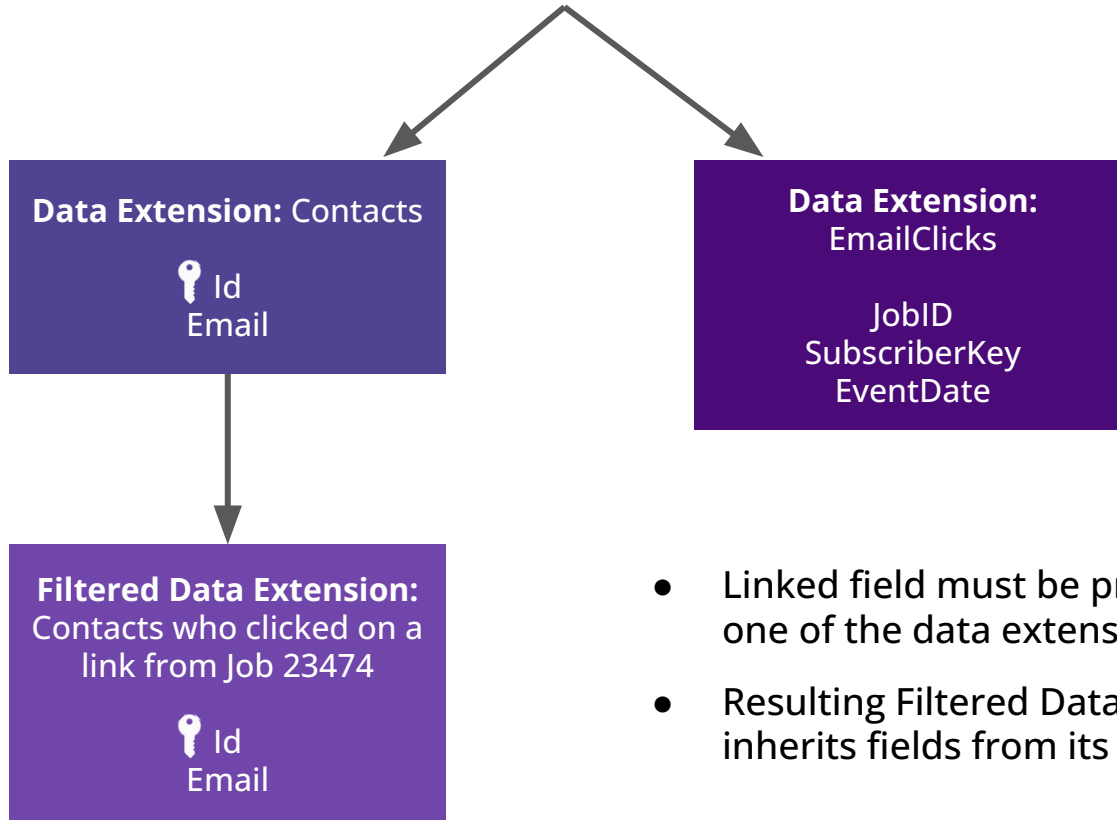 Data Extension: Contacts
Id
Email
Data Extension:
EmailClicks
JobID
SubscriberKey
EventDate
Filtered Data Extension:
Contacts who clicked on a
link from Job 23474
Id
Email
● Linked field must be
one of the data
● Resulting Filtered Data
inherits fields from its